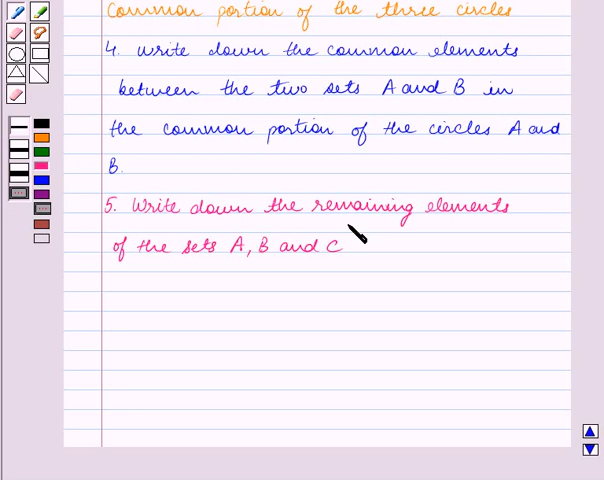 Common portion of the three circles
4. Write down the common elements
between the two sets A and B in
the common portion of the circles A and
B.
5. Write down the remaining elements
of the sets A, B and C